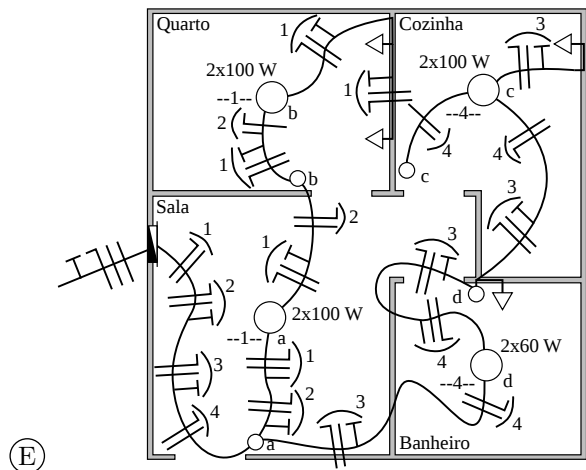 Quarto
Cozinha
1
3
2x100 W
2x100 W
--1--
b
c
1
2
--4--
4
4
1
b
c
3
Sala
1
2
3
1
2
d
2x100 W
--1--
a
2x60 W
4
--4--
d
3
1
2
3
4
4
a
Banheiro
E